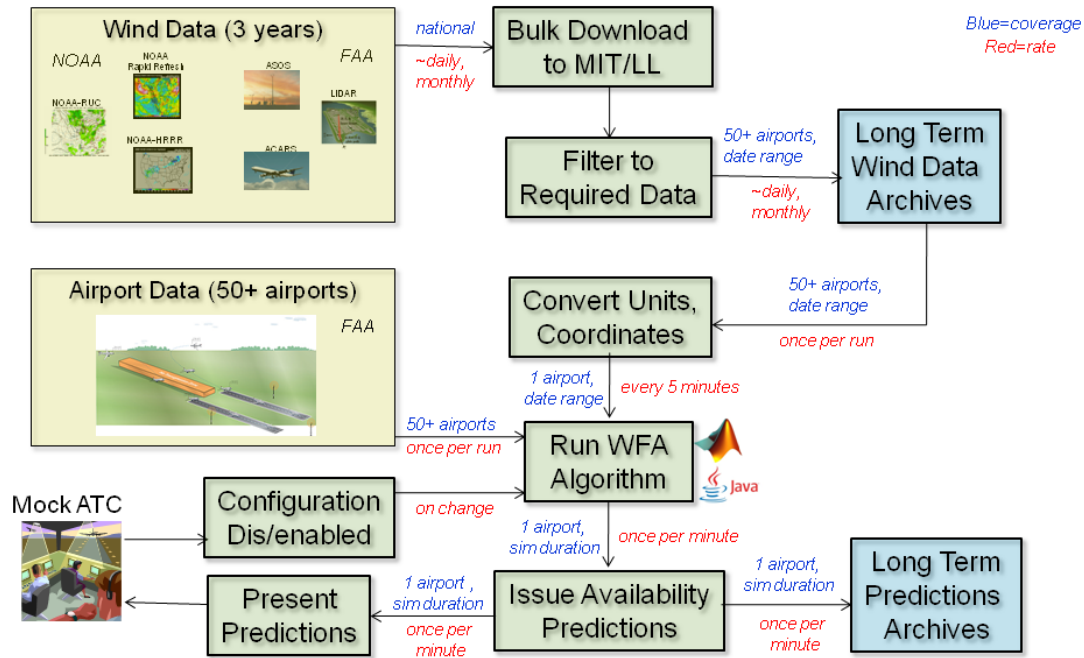 Wind Data (3 years)
NOAA
NOAA
Rapid Refresh
ASOS
FAA
LIDAR
NOAA-RUC
NOAA-HRRR
ACARS
national
~daily,
monthly
Bulk Download
to MIT/LL
Blue=coverage
Red=rate
Filter to
Required Data
50+ airports,
date range
~daily,
monthly
Long Term
Wind Data
Archives
Airport Data (50+ airports)
FAA
Convert Units,
Coordinates
50+ airports,
date range
once per run
1 airport,
date range
every 5 minutes
50+ airports
once per run
Run WFA
Algorithm
Java
Mock ATC
Configuration
Dis/enabled
on change
1 airport,
sim duration
once per minute
Present
Predictions
1 airport ,
sim duration
once per
minute
Issue Availability
Predictions
1 airport,
sim duration
once per
minute
Long Term
Predictions
Archives